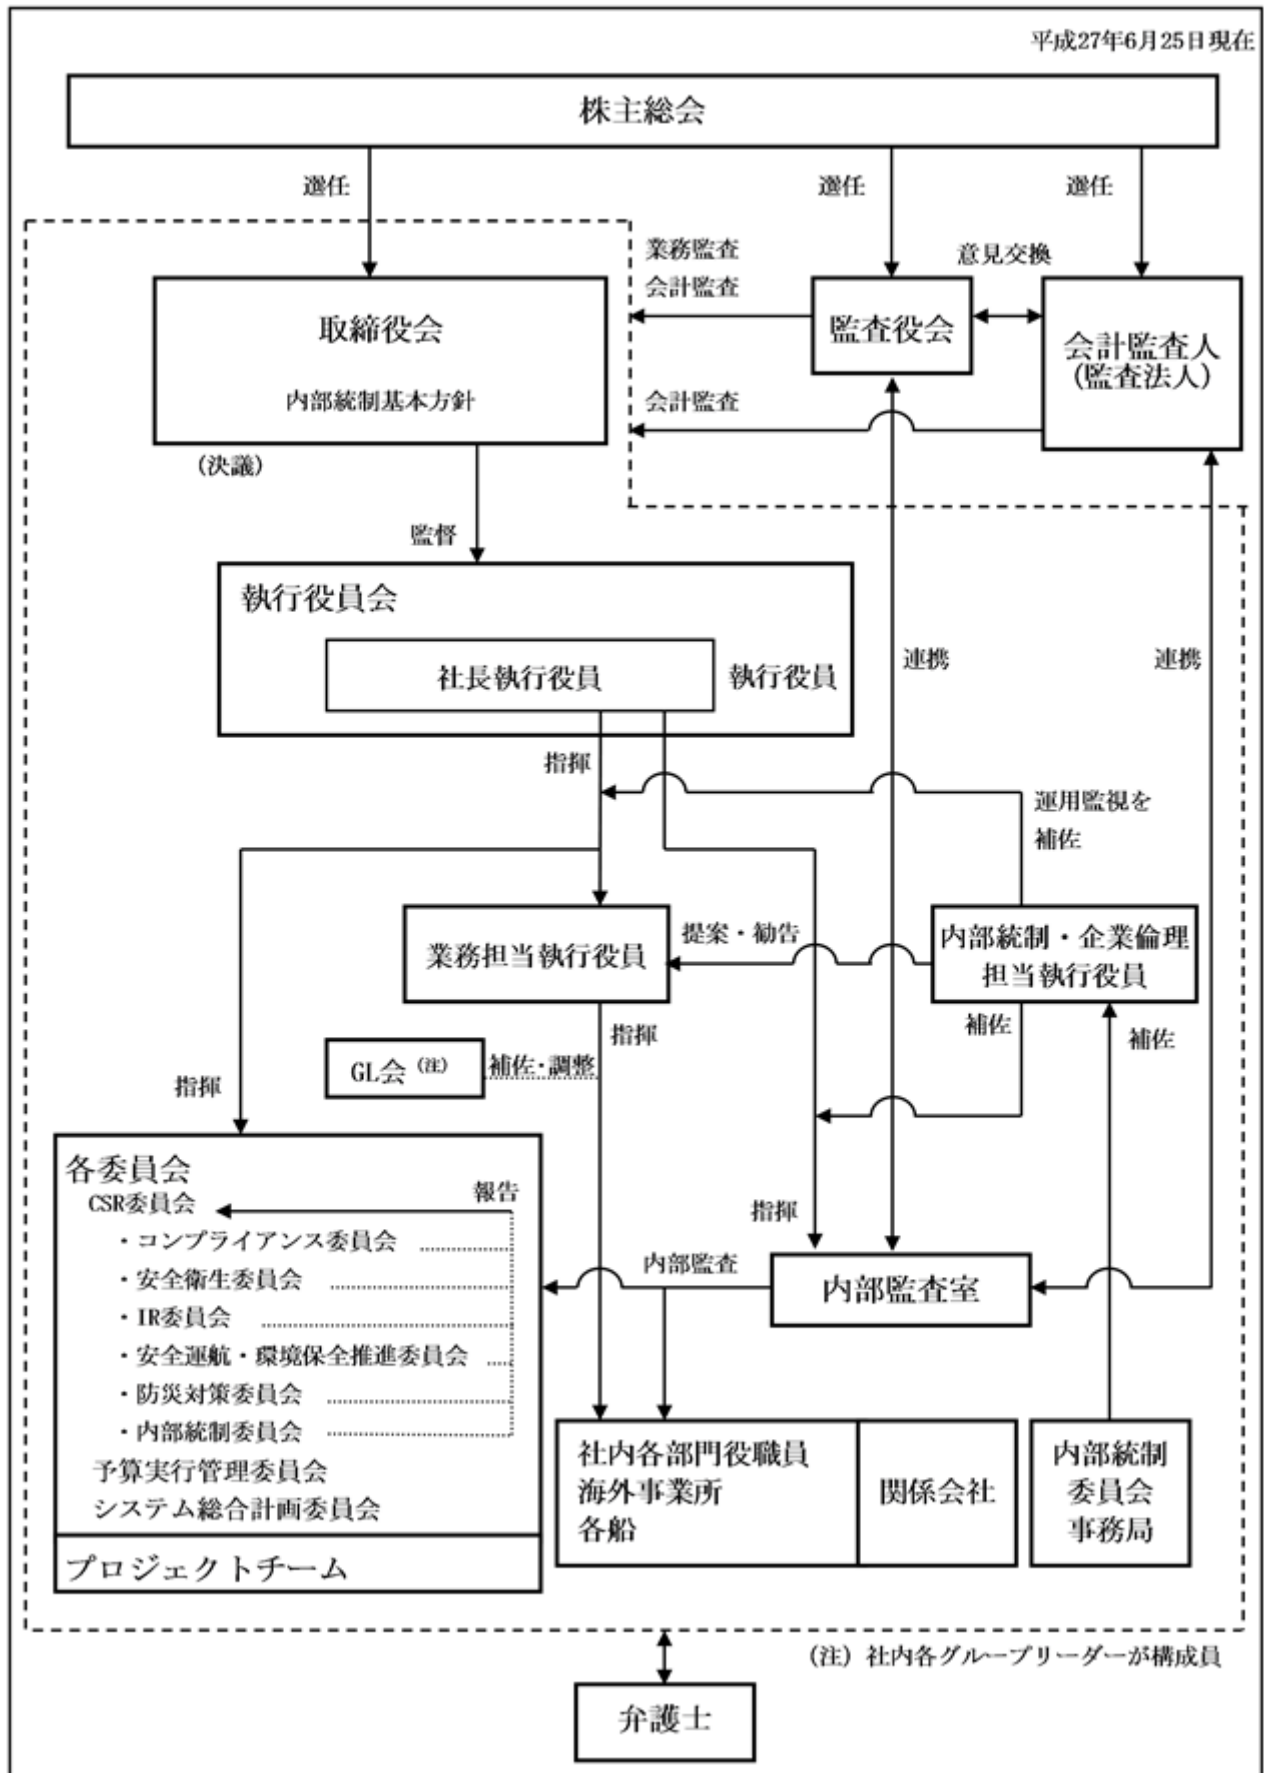 平成27年6月25日現在
株主総会
選任
選任
選任
業務監査
会計監査
意見交換
取締役会
内部統制基本方針
監査役会
会計監査人
(監査法人)
会計監査
(決議)
監督
執行役員会
社長執行役員
執行役員
連携
連携
指揮
運用監視を
補佐
業務担当執行役員
提案・勧告
内部統制・企業倫理
担当執行役員
指揮
補佐
補佐
GL会 (注)
補佐・調整
指揮
各委員会
CSR委員会
報告
・コンプライアンス委員会
・安全衛生委員会
・IR委員会
・安全運航・環境保全推進委員会
・防災対策委員会
・内部統制委員会
予算実行管理委員会
システム総合計画委員会
プロジェクトチーム
指揮
内部監査
内部監査室
社内各部門役職員
海外事業所
各船
関係会社
内部統制
委員会
事務局
(注) 社内各グループリーダーが構成員
弁護士